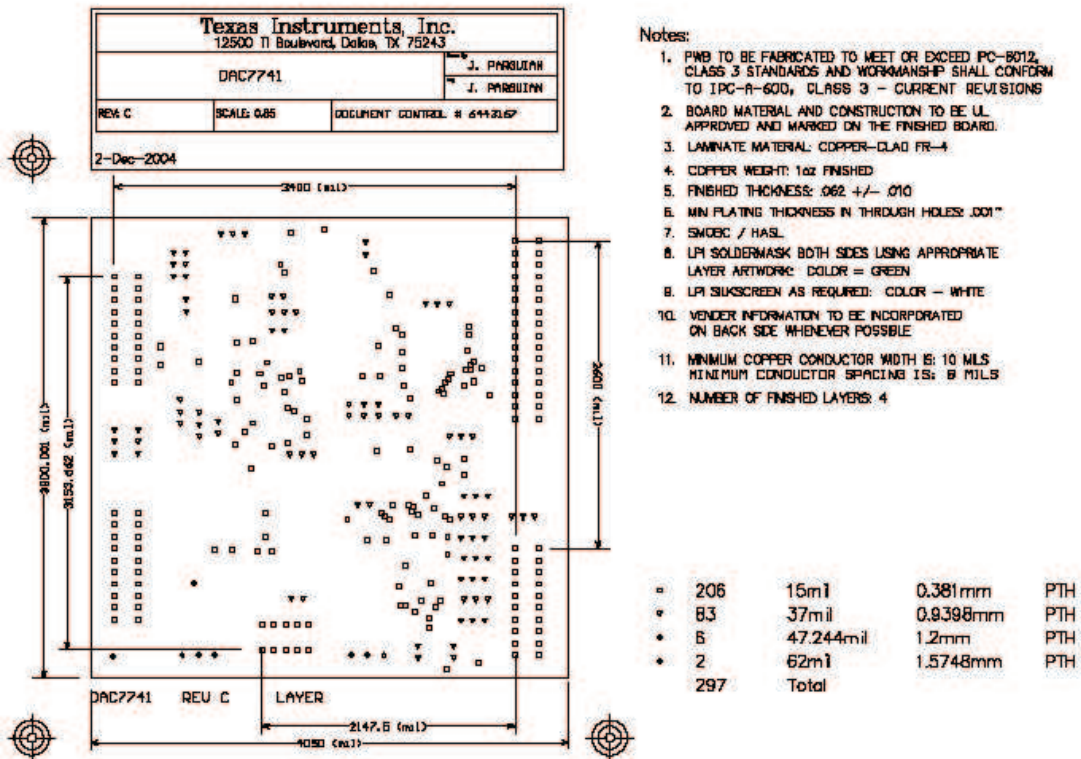 Texas Instruments, Inc.
12500 TI Boulevard, Dallas, TX 75243
DAC7741
J. PARGUIAN
J. PARGUIAN
REV: C
SCALE: 0.85
DOCUMENT CONTROL # 6443167
2-Dec-2004
3400 (mil)
3800.001 (mil)
3153.662 (mil)
2600 (mil)
2147.5 (mil)
4050 (mil)
DAC7741 REV C LAYER
Notes:
1. PWB TO BE FABRICATED TO MEET OR EXCEED IPC-6012,
CLASS 3 STANDARDS AND WORKMANSHIP SHALL CONFORM
TO IPC-A-600, CLASS 3 - CURRENT REVISIONS
2. BOARD MATERIAL AND CONSTRUCTION TO BE UL
APPROVED AND MARKED ON THE FINISHED BOARD.
3. LAMINATE MATERIAL: COPPER-CLAD FR-4
4. COPPER WEIGHT: 1oz FINISHED
5. FINISHED THICKNESS: .062 +/- .010
6. MIN PLATING THICKNESS IN THROUGH HOLES: .001"
7. SMOBC / HASL
8. LPI SOLDERMASK BOTH SIDES USING APPROPRIATE
LAYER ARTWORK: COLOR = GREEN
9. LPI SILKSCREEN AS REQUIRED: COLOR - WHITE
10. VENDER INFORMATION TO BE INCORPORATED
ON BACK SIDE WHENEVER POSSIBLE
11. MINIMUM COPPER CONDUCTOR WIDTH IS: 10 MILS
MINIMUM CONDUCTOR SPACING IS: 8 MILS
12. NUMBER OF FINISHED LAYERS: 4
206 15mil 0.381mm PTH
83 37mil 0.9398mm PTH
6 47.244mil 1.2mm PTH
2 62mil 1.5748mm PTH
297 Total